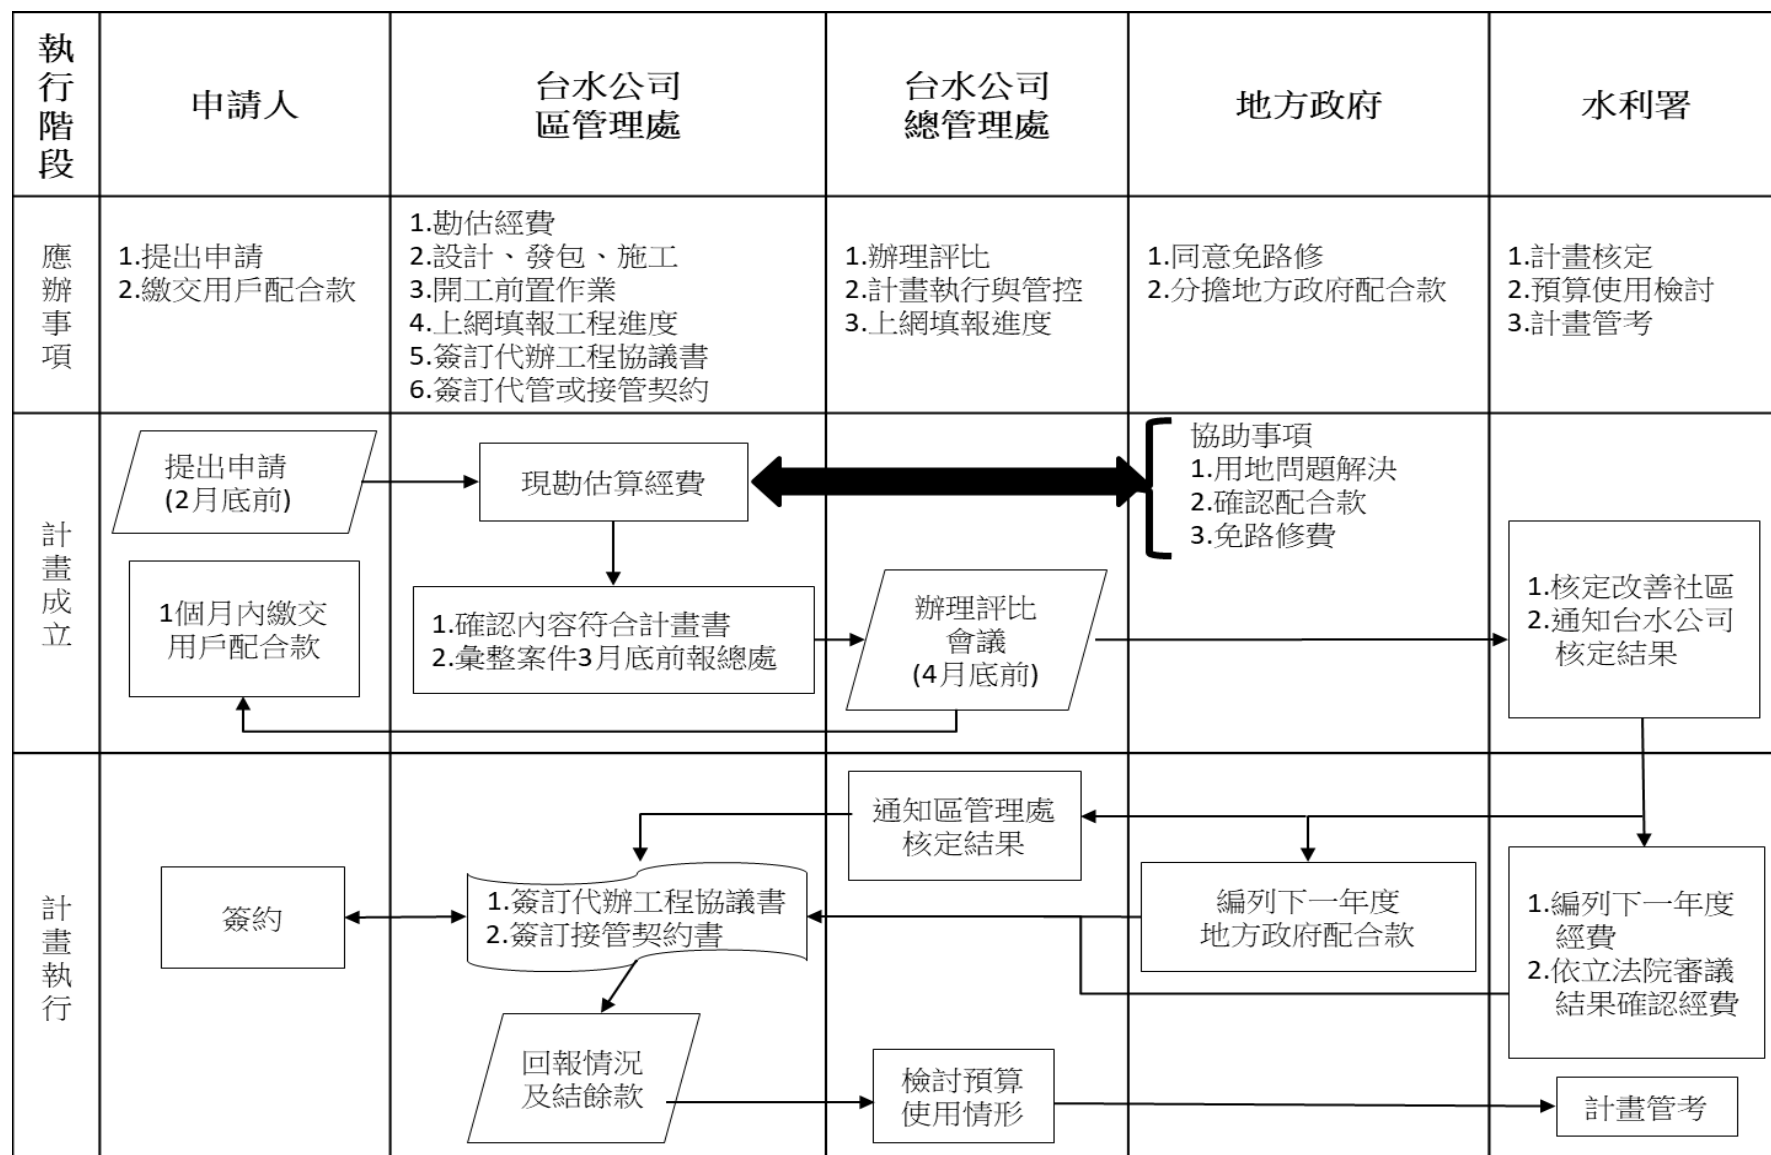 執
行
階
段
申請人
台水公司
區管理處
台水公司
總管理處
地方政府
水利署
應
辦
事
項
1.提出申請
2.繳交用戶配合款
1.勘估經費
2.設計、發包、施工
3.開工前置作業
4.上網填報工程進度
5.簽訂代辦工程協議書
6.簽訂代管或接管契約
1.辦理評比
2.計畫執行與管控
3.上網填報進度
1.同意免路修
2.分擔地方政府配合款
1.計畫核定
2.預算使用檢討
3.計畫管考
計
畫
成
立
提出申請
(2月底前)
現勘估算經費
協助事項
1.用地問題解決
2.確認配合款
3.免路修費
1個月內繳交
用戶配合款
1.確認內容符合計畫書
2.彙整案件3月底前報總處
辦理評比
會議
(4月底前)
1.核定改善社區
2.通知台水公司
核定結果
計
畫
執
行
通知區管理處
核定結果
簽約
1.簽訂代辦工程協議書
2.簽訂接管契約書
編列下一年度
地方政府配合款
1.編列下一年度
經費
2.依立法院審議
結果確認經費
回報情況
及結餘款
檢討預算
使用情形
計畫管考